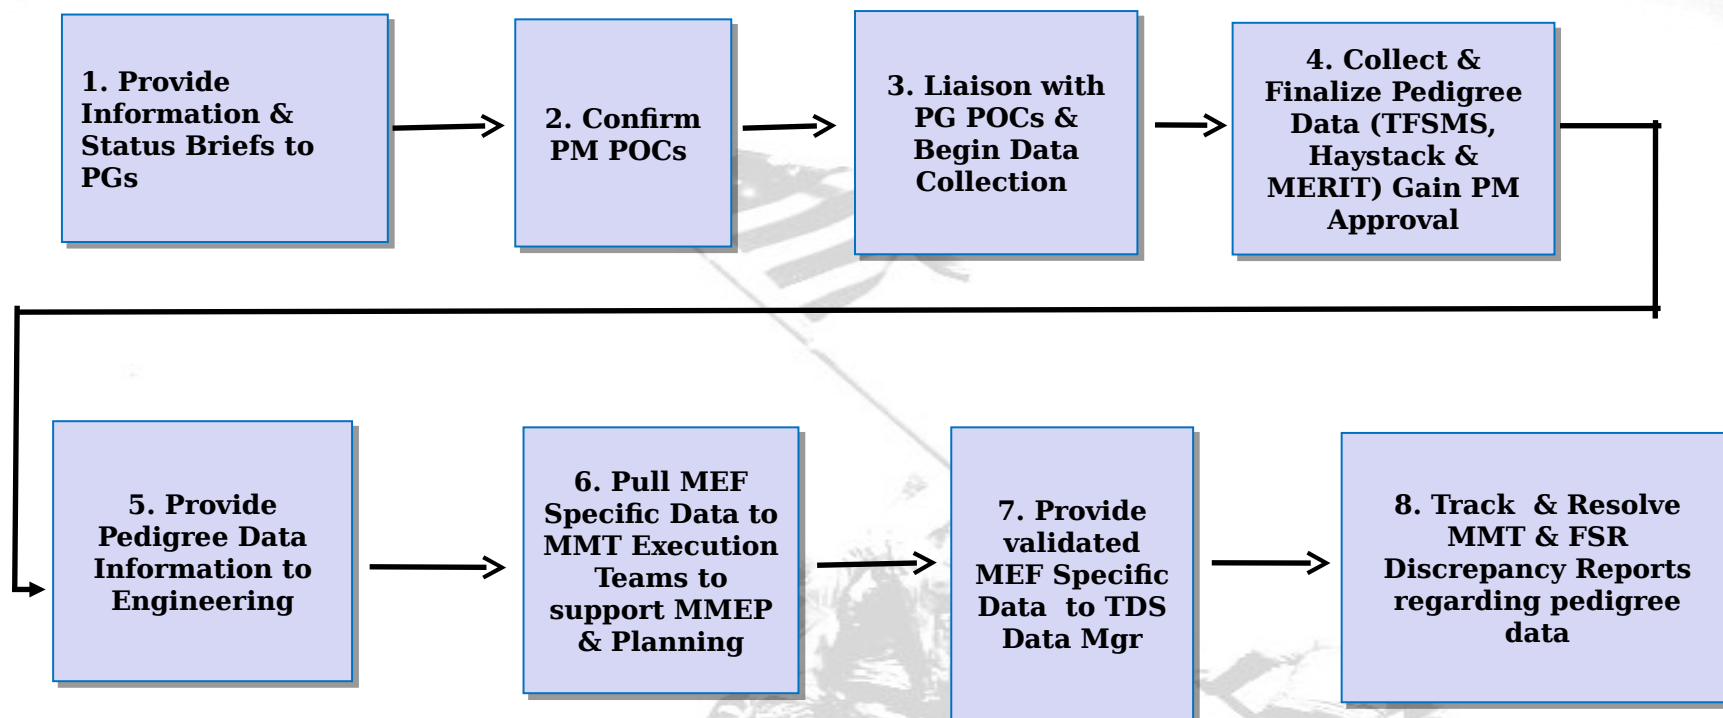 1. Provide
Information &
Status Briefs to
PGs
2. Confirm
PM POCs
3. Liaison with
PG POCs &
Begin Data
Collection
4. Collect &
Finalize Pedigree
Data (TFSMS,
Haystack &
MERIT) Gain PM
Approval
5. Provide
Pedigree Data
Information to
Engineering
6. Pull MEF
Specific Data to
MMT Execution
Teams to
support MMEP
& Planning
7. Provide
validated
MEF Specific
Data  to TDS
Data Mgr
8. Track  & Resolve
MMT & FSR
Discrepancy Reports
regarding pedigree
data